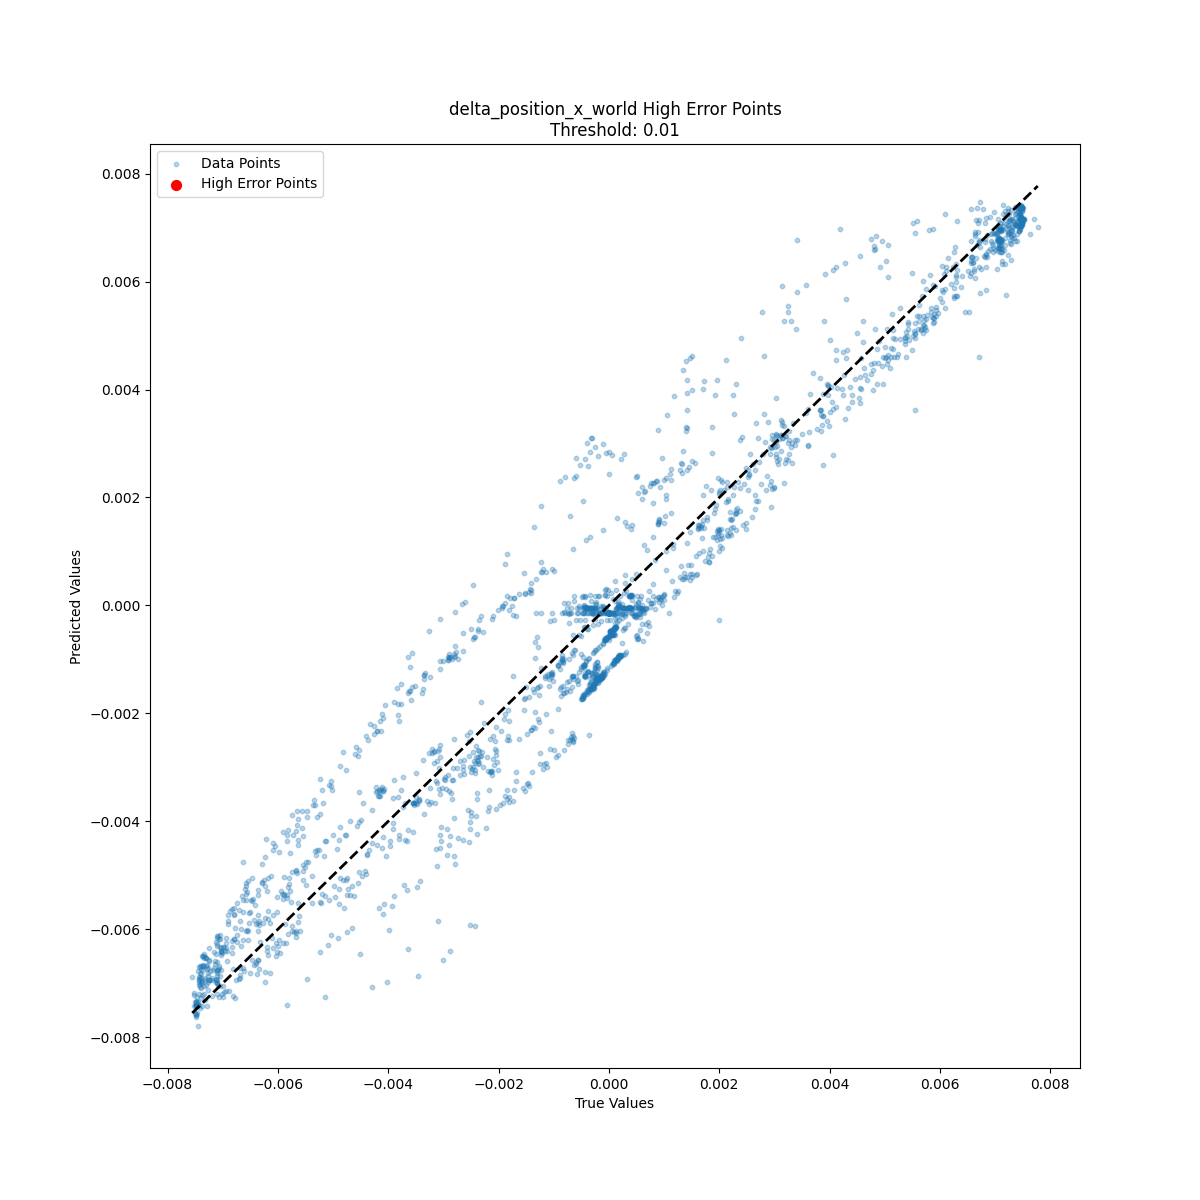 delta_position_x_world High Error Points
Threshold: 0.01
Data Points
High Error Points
0.008
0.006
0.004
0.002
0.000
−0.002
−0.004
−0.006
−0.008
Predicted Values
−0.008 −0.006 −0.004 −0.002 0.000 0.002 0.004 0.006 0.008
True Values